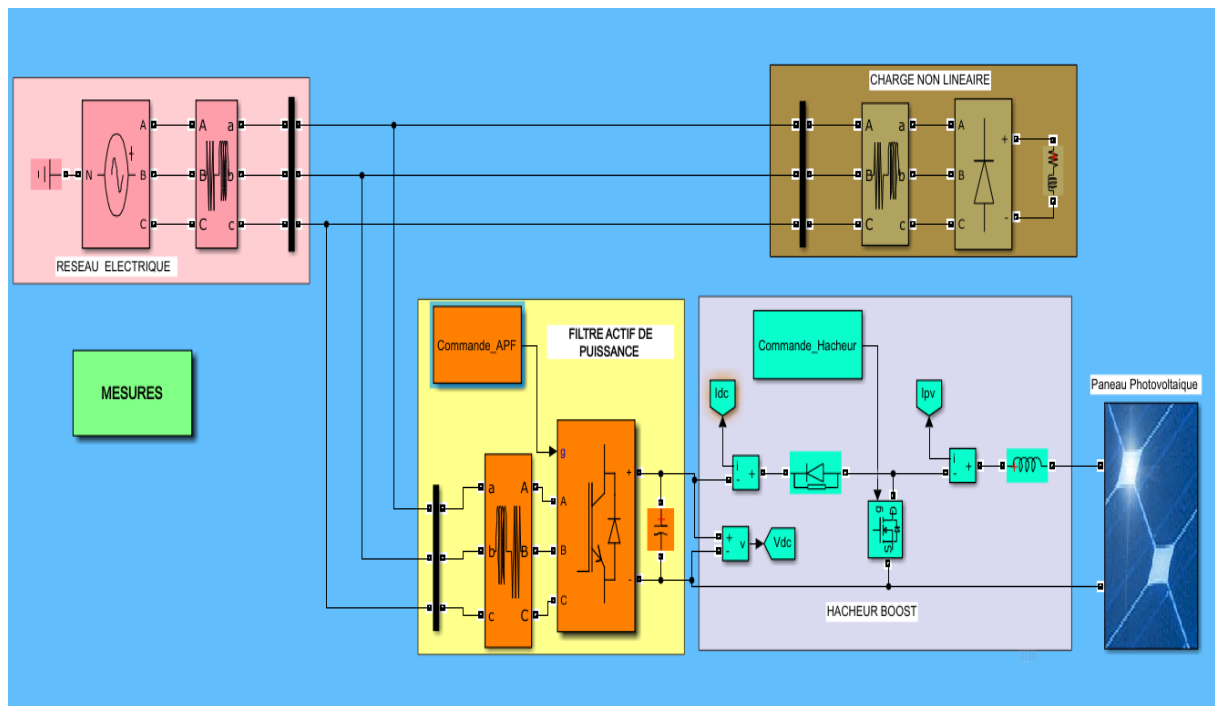 CHARGE NON LINEAIRE
A
A
a
N
B
B
b
C
C
c
RESEAU ELECTRIQUE
A
a
A
+
B
b
B
C
c
C
-
MESURES
Commande_APF
FILTRE ACTIF DE
PUISSANCE
g
+
a
A
A
b
B
B
c
C
C
-
Commande_Hacheur
Idc
Ipv
i
+
-
i
+
-
+
-
v
Vdc
g
D
S
HACHEUR BOOST
Paneau Photovoltaique